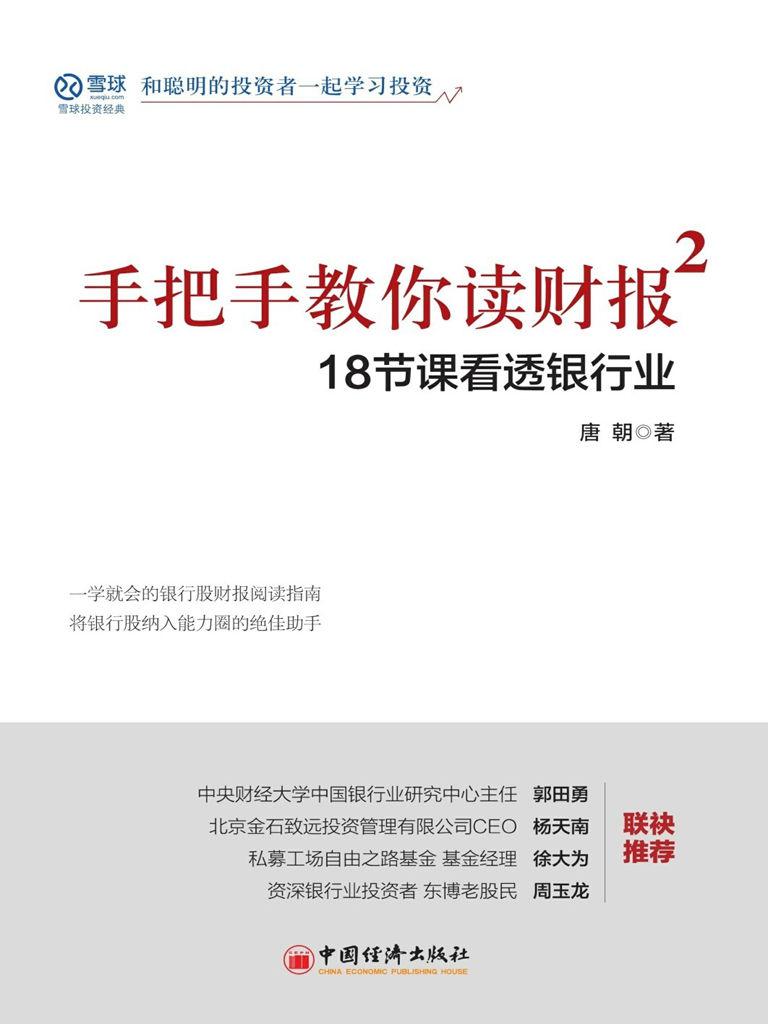 雪球
xueqiu.com
雪球投资经典
和聪明的投资者一起学习投资
手把手教你读财报2
18节课看透银行业
唐 朝◎著
一学就会的银行股财报阅读指南
将银行股纳入能力圈的绝佳助手
中央财经大学中国银行业研究中心主任 郭田勇
北京金石致远投资管理有限公司CEO 杨天南
私募工场自由之路基金 基金经理 徐大为
资深银行业投资者 东博老股民 周玉龙
联袂
推荐
CEPH
中国经济出版社
CHINA ECONOMIC PUBLISHING HOUSE